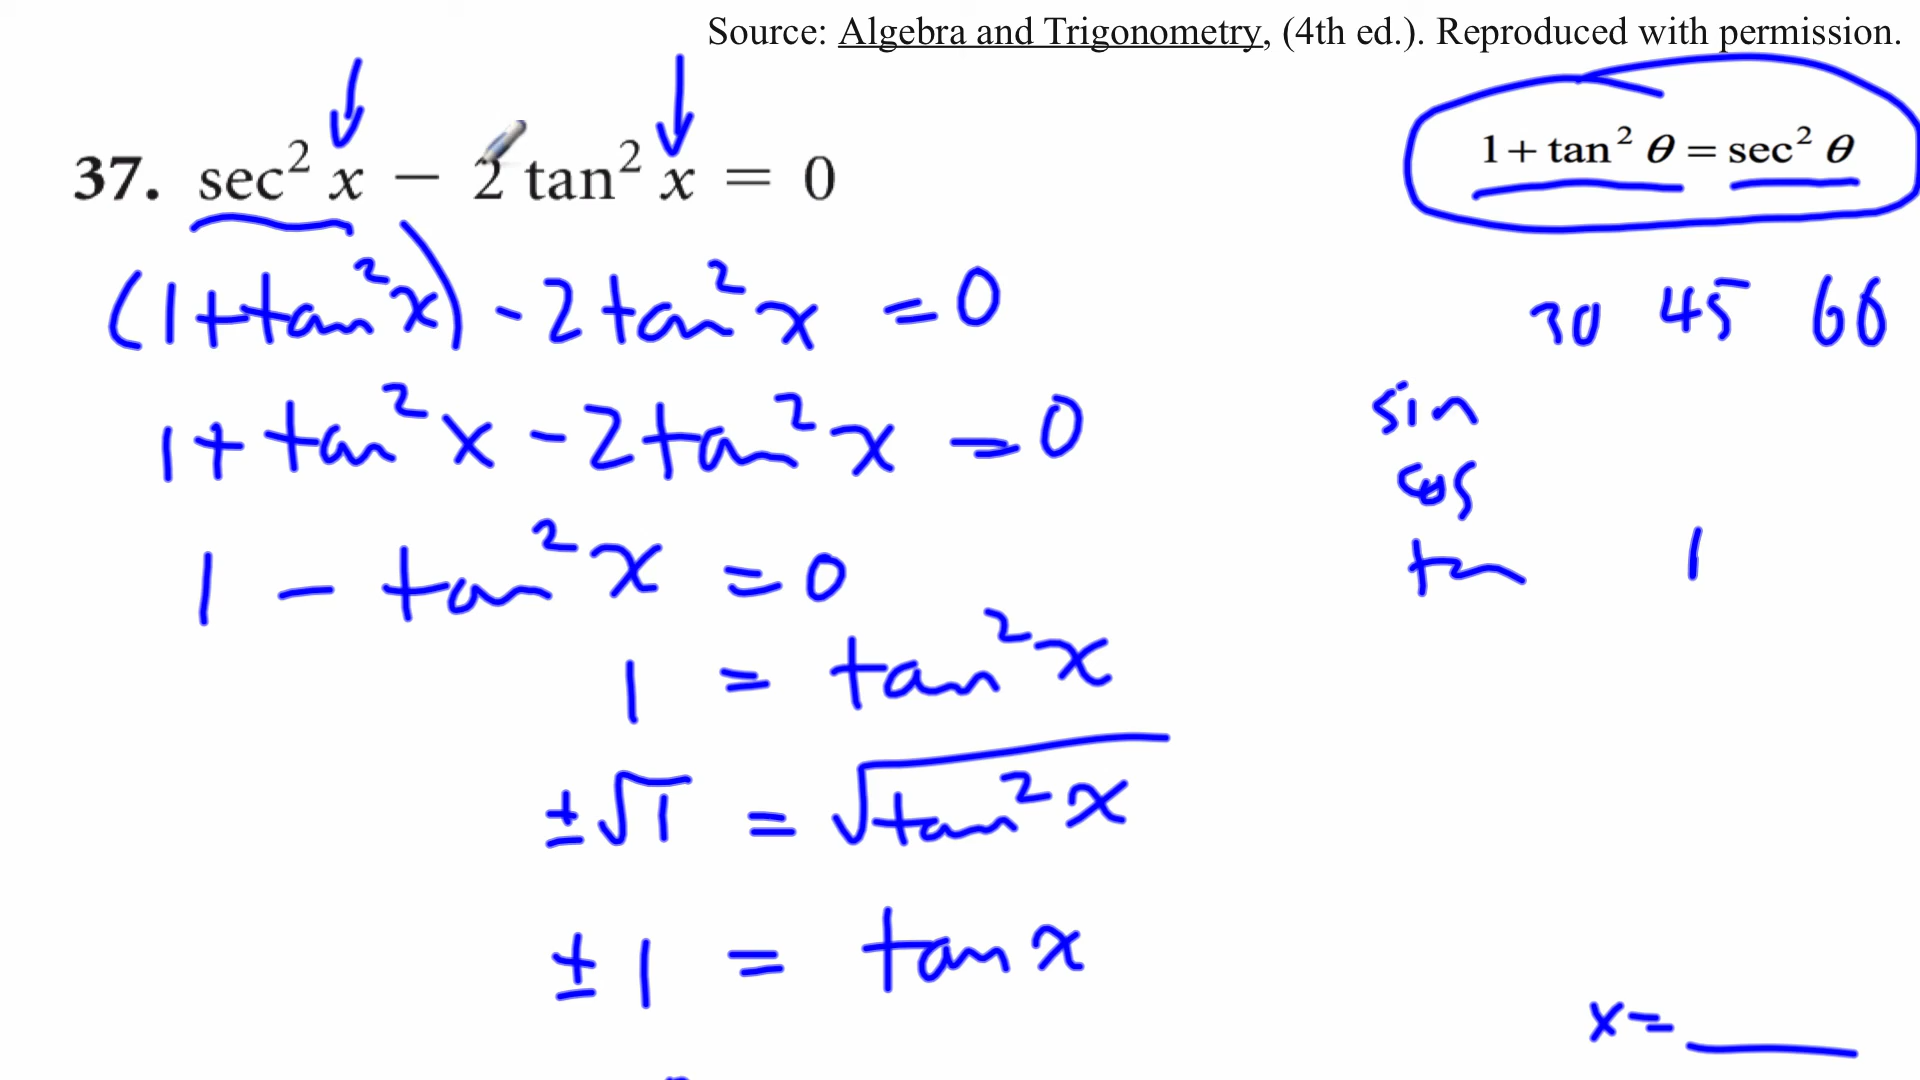 Source: Algebra and Trigonometry, (4th ed.). Reproduced with permission.
37. sec² x − 2 tan² x = 0
1 + tan² θ = sec² θ
(1+tan²x) -2tan²x =0
30 45 60
1+tan²x -2tan²x =0
sin
cos
tan 1
1 - tan²x =0
1 = tan²x
±√1 = √tan²x
±1 = tan x
x= ____